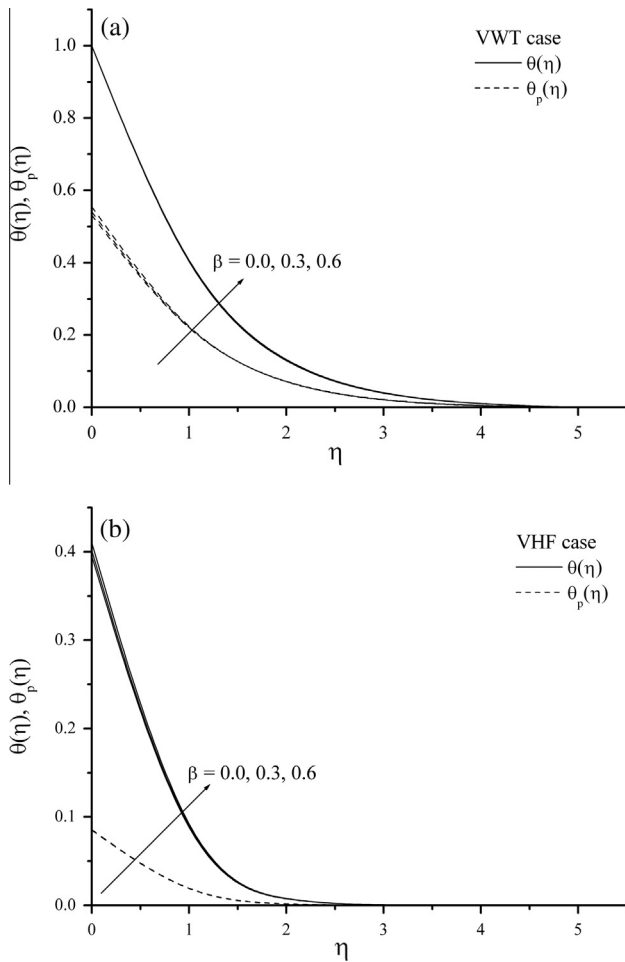 (a)
VWT case
θ(η)
θₚ(η)
1.0
0.8
0.6
0.4
0.2
0.0
θ(η), θₚ(η)
β = 0.0, 0.3, 0.6
0 1 2 3 4 5
η
(b)
VHF case
θ(η)
θₚ(η)
0.4
0.3
0.2
0.1
0.0
θ(η), θₚ(η)
β = 0.0, 0.3, 0.6
0 1 2 3 4 5
η